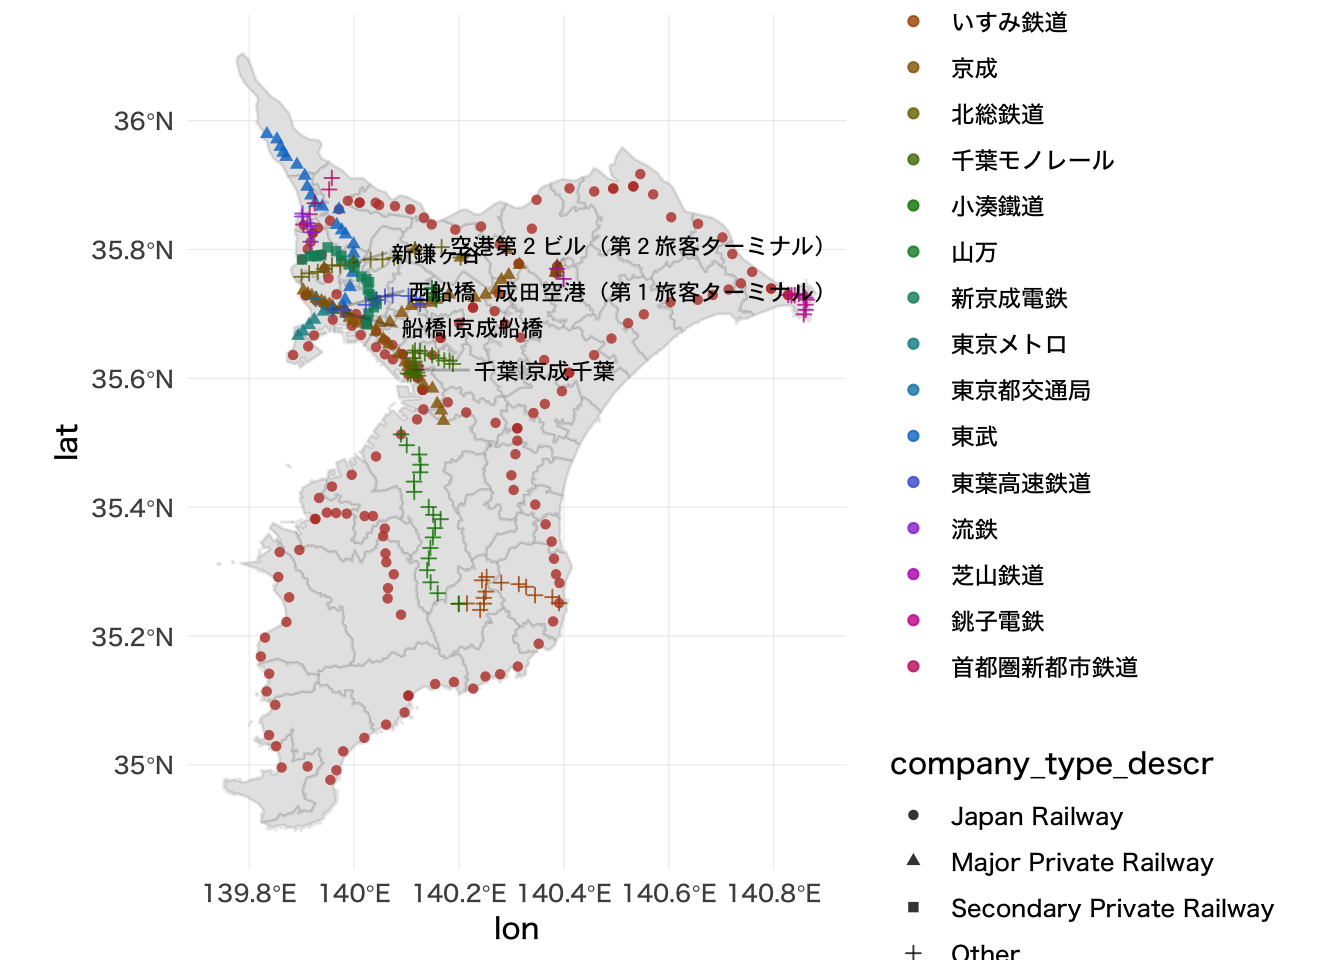 いすみ鉄道
京成
北総鉄道
千葉モノレール
小湊鐵道
山万
新京成電鉄
東京メトロ
東京都交通局
東武
東葉高速鉄道
流鉄
芝山鉄道
銚子電鉄
首都圏新都市鉄道
company_type_descr
Japan Railway
Major Private Railway
Secondary Private Railway
Other
36°N
35.8°N
35.6°N
35.4°N
35.2°N
35°N
lat
新鎌ヶ谷
空港第2ビル（第2旅客ターミナル）
西船橋
成田空港（第1旅客ターミナル）
船橋|京成船橋
千葉|京成千葉
139.8°E
140°E
140.2°E
140.4°E
140.6°E
140.8°E
lon